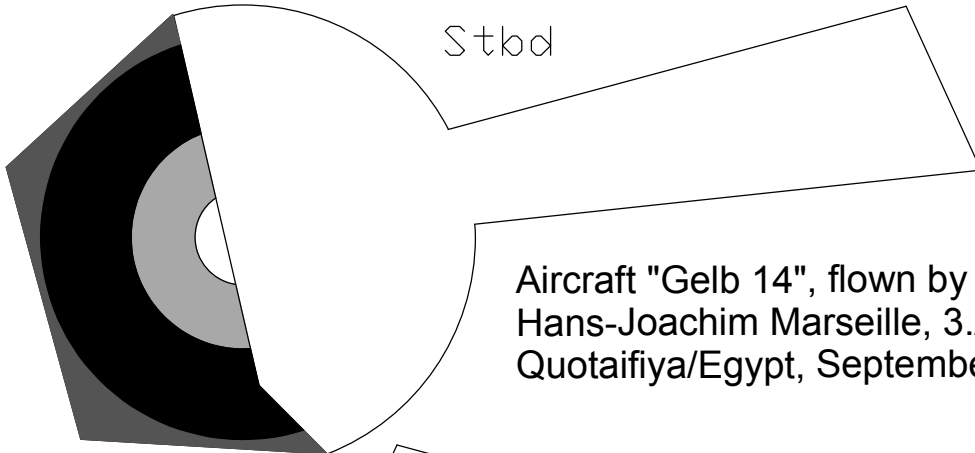 Stbd
Aircraft "Gelb 14", flown by
Hans-Joachim Marseille, 3.
Quotaifiya/Egypt, Septembe